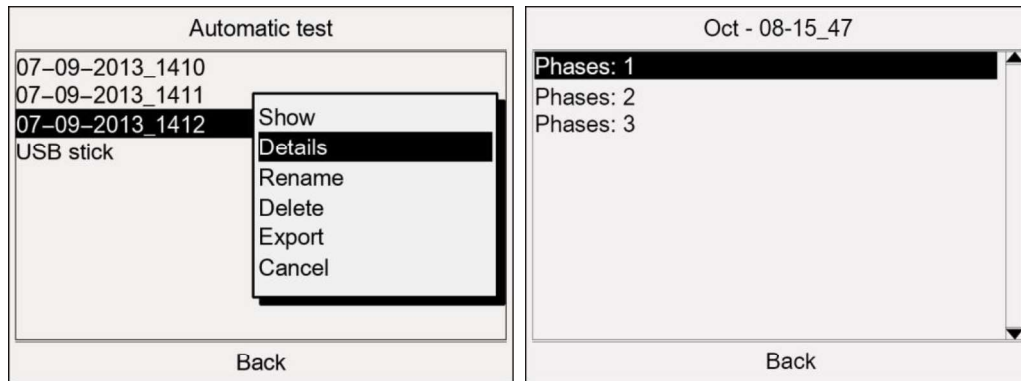 Automatic test
07–09–2013_1410
07–09–2013_1411
07–09–2013_1412
USB stick
Show
Details
Rename
Delete
Export
Cancel
Back
Oct - 08-15_47
Phases: 1
Phases: 2
Phases: 3
Back